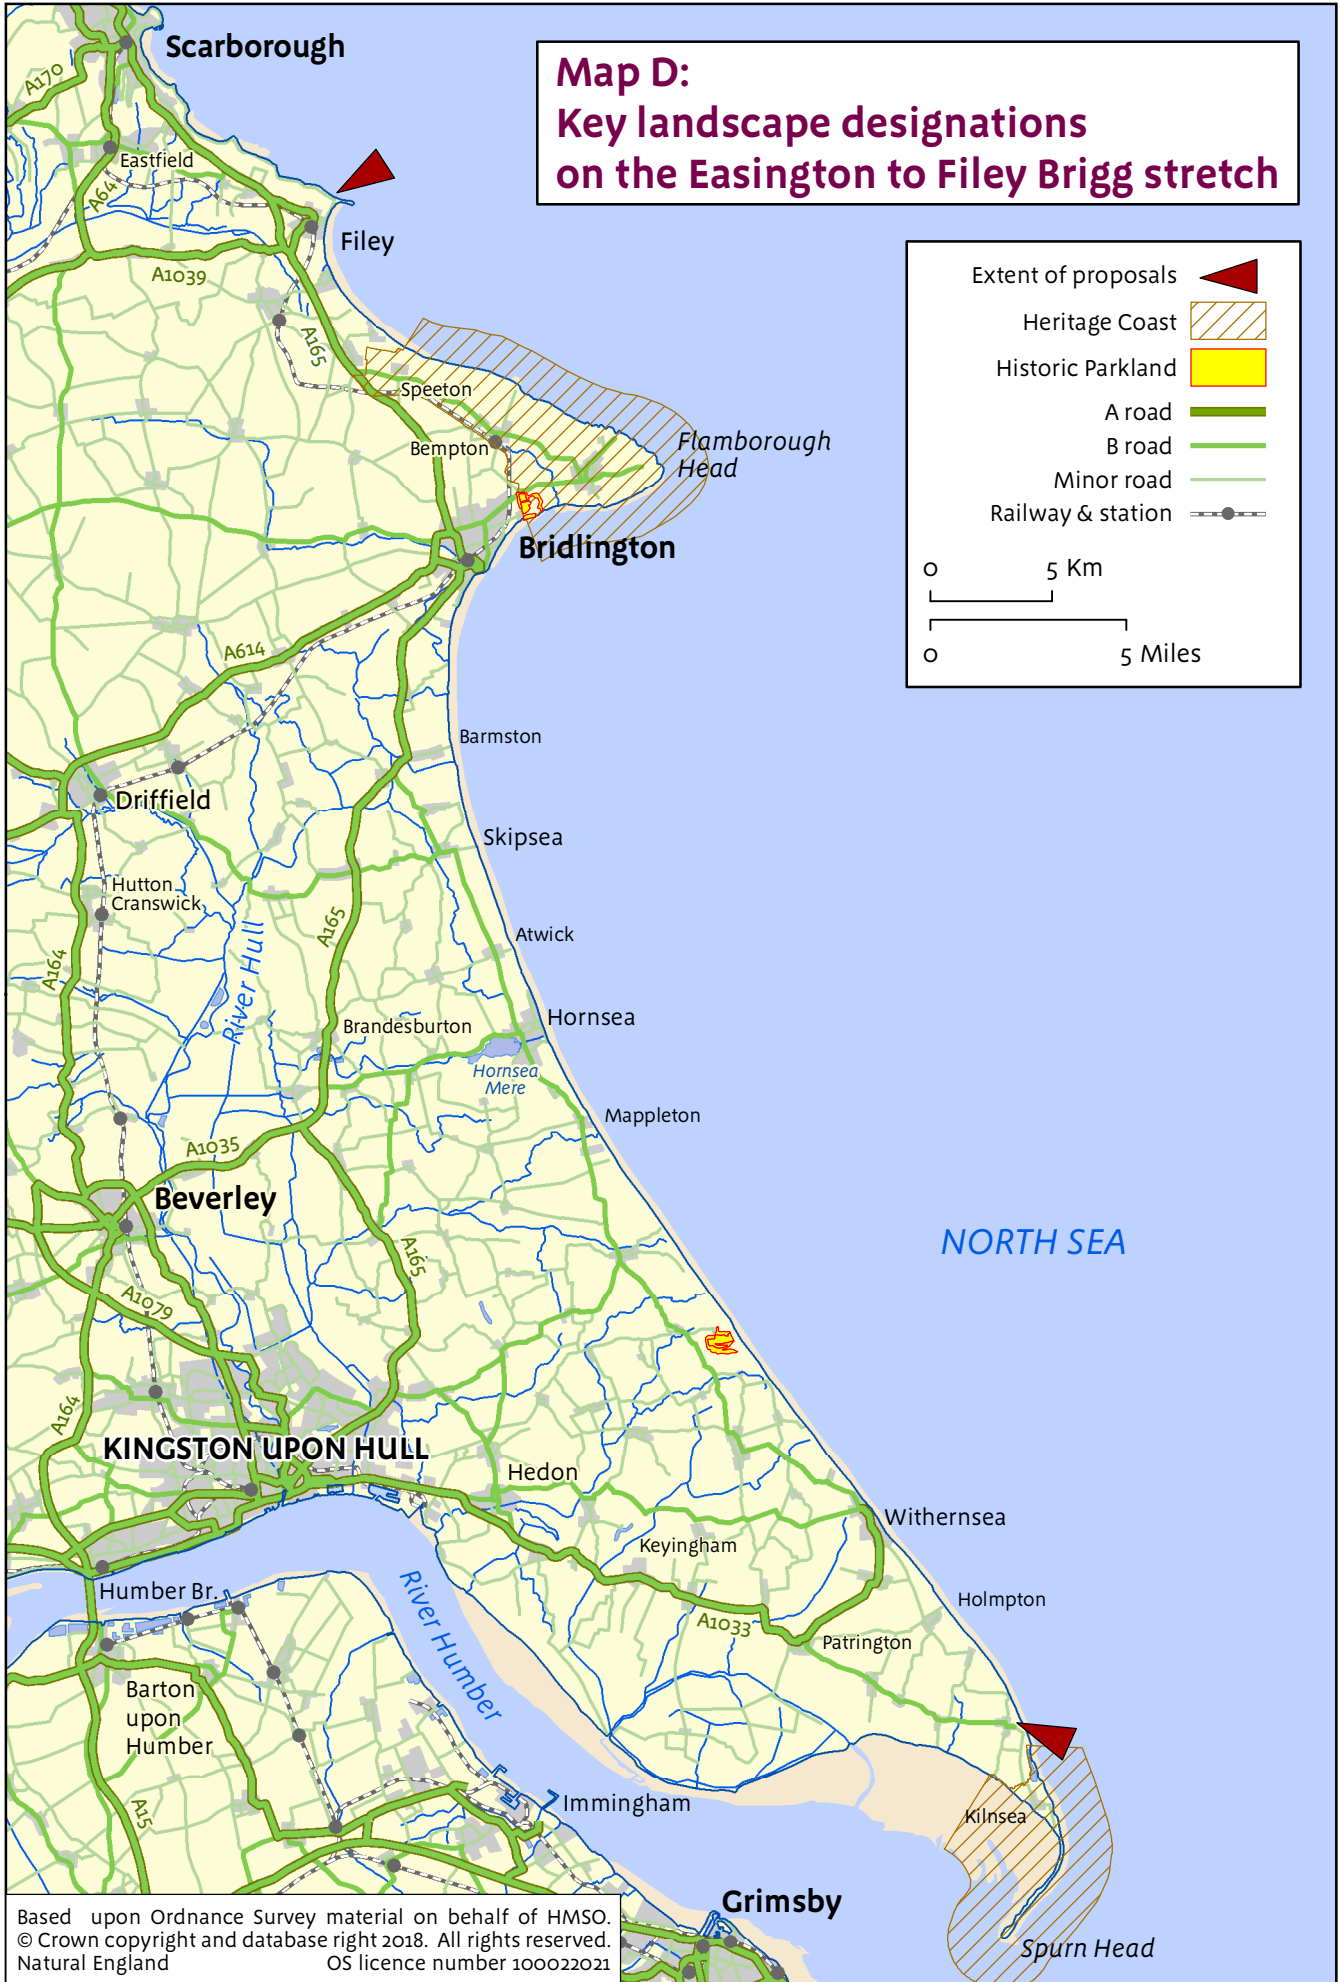 Map D:
Key landscape designations
on the Easington to Filey Brigg stretch
Extent of proposals
Heritage Coast
Historic Parkland
A road
B road
Minor road
Railway & station
0 5 Km
0 5 Miles
Scarborough
A170
Eastfield
A64
Filey
A1039
A165
Speeton
Bempton
Flamborough
Head
Bridlington
A614
Barmston
Driffield
Skipsea
Hutton
Cranswick
A165
River Hull
A164
Atwick
Hornsea
Brandesburton
Hornsea
Mere
Mappleton
A1035
Beverley
A165
NORTH SEA
A1079
A164
KINGSTON UPON HULL
Hedon
Withernsea
Keyingham
Humber Br.
River Humber
Holmpton
A1033
Patrington
Barton
upon
Humber
A15
Immingham
Kilnsea
Grimsby
Spurn Head
Based upon Ordnance Survey material on behalf of HMSO.
© Crown copyright and database right 2018. All rights reserved.
Natural England OS licence number 100022021